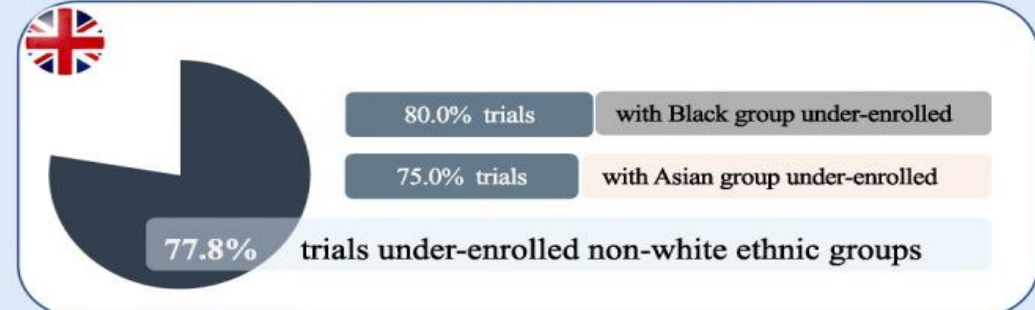 80.0% trials with Black group under-enrolled
75.0% trials with Asian group under-enrolled
77.8% trials under-enrolled non-white ethnic groups